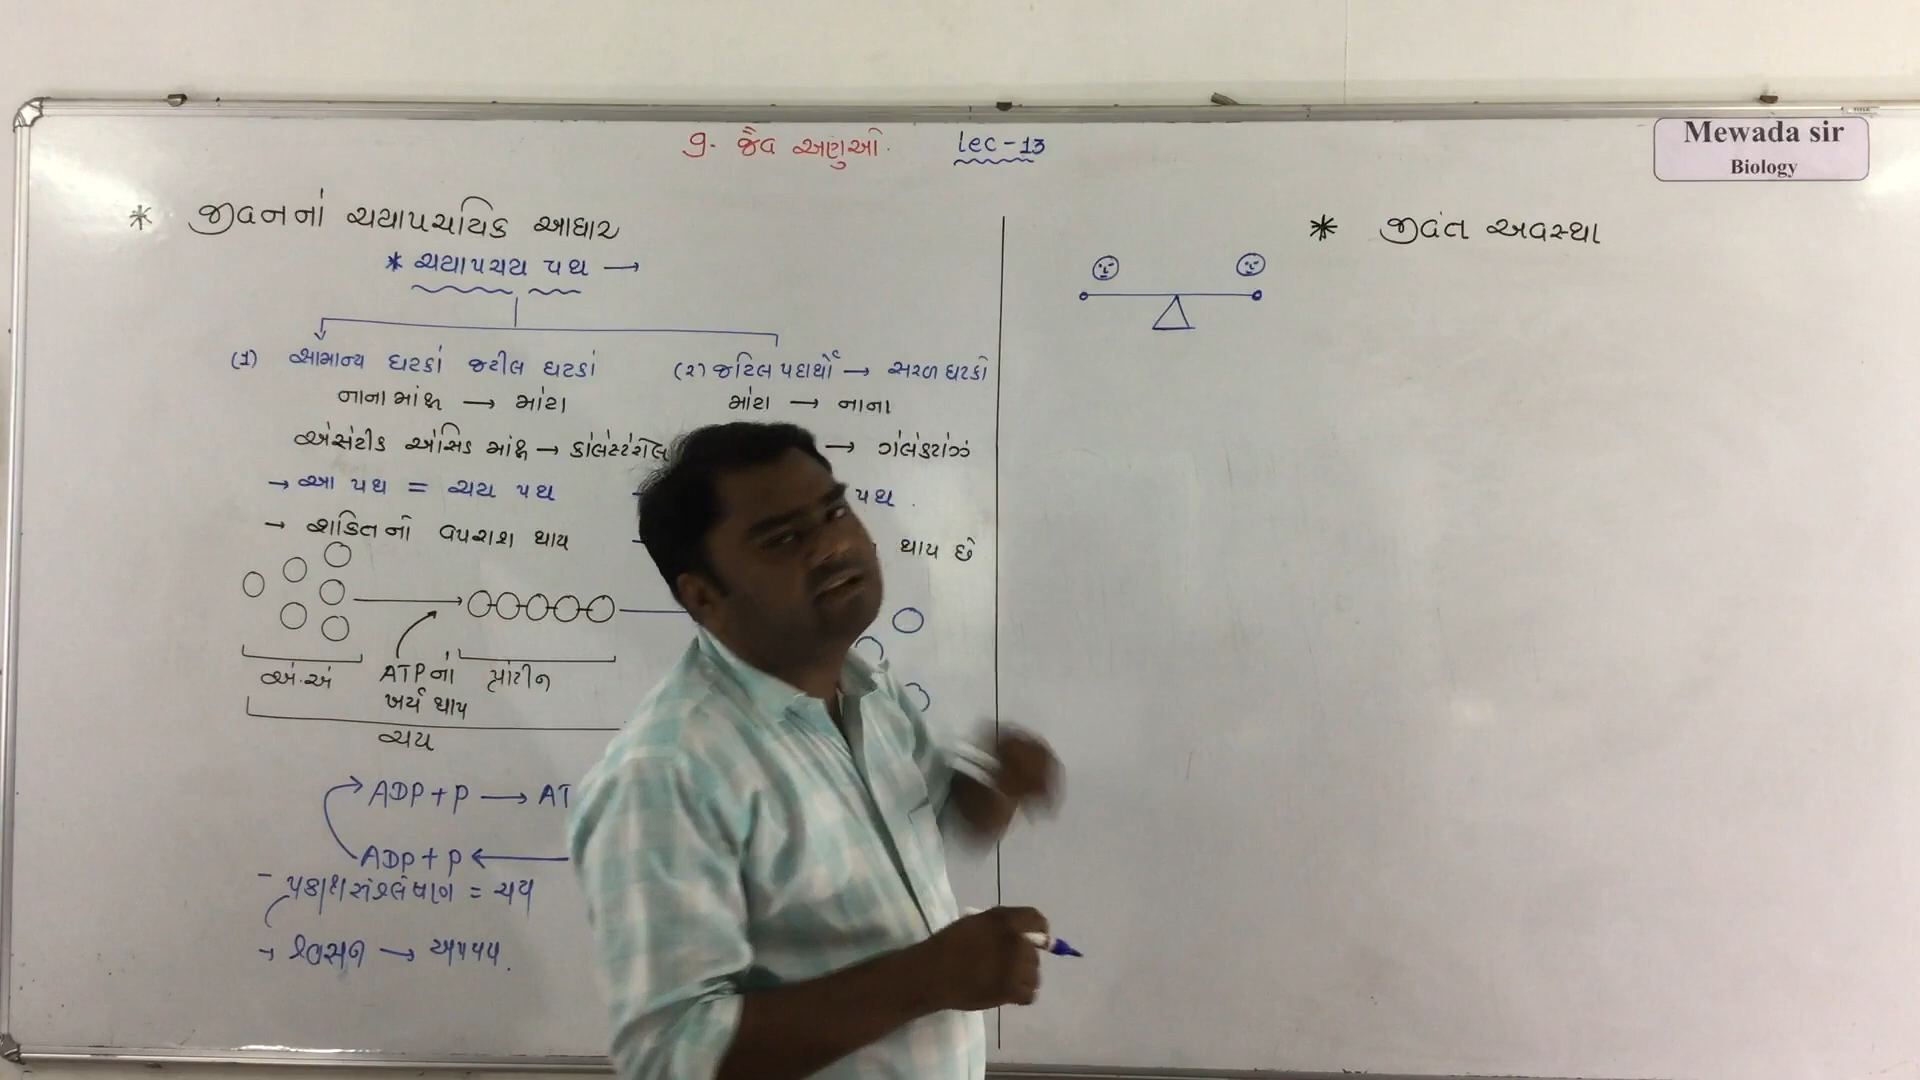 9. જૈવ અણુઓ. Lec-13
Mewada sir
Biology
* જીવનનાં ચયાપચયિક આધાર
* ચયાપચય પથ →
(1) સામાન્ય ઘટકો જટીલ ઘટકો
નાના માંથી → મોટા
એસેટીક એસિડ માંથી → કોલેસ્ટેરોલ
→ આ પથ = ચય પથ
→ શક્તિનો વપરાશ થાય
એ.એ
ATPનો
ખર્ચ થાય
પ્રોટીન
ચય
ADP+P → AT
ADP+P ←
- પ્રકાશસંશ્લેષણ = ચય
→ શ્વસન → અપચય.
(૨) જટિલ પદાર્થો → સરળ ઘટકો
મોટા → નાના
→ ગેલેક્ટોઝ
પથ.
થાય છે
* જીવંત અવસ્થા